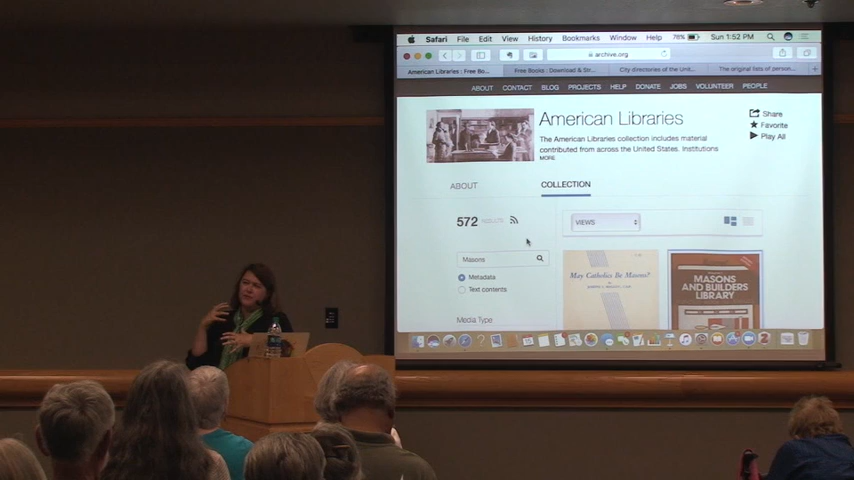 Safari File Edit View History Bookmarks Window Help 78% Sun 1:52 PM
archive.org
American Libraries : Free Bo... Free Books : Download & Str... City directories of the Unit... The original lists of person...
ABOUT CONTACT BLOG PROJECTS HELP DONATE JOBS VOLUNTEER PEOPLE
American Libraries
The American Libraries collection includes material
contributed from across the United States. Institutions
MORE
Share
Favorite
Play All
ABOUT COLLECTION
572 RESULTS
VIEWS
Masons
Metadata
Text contents
Media Type
May Catholics Be Masons?
MASONS AND BUILDERS LIBRARY